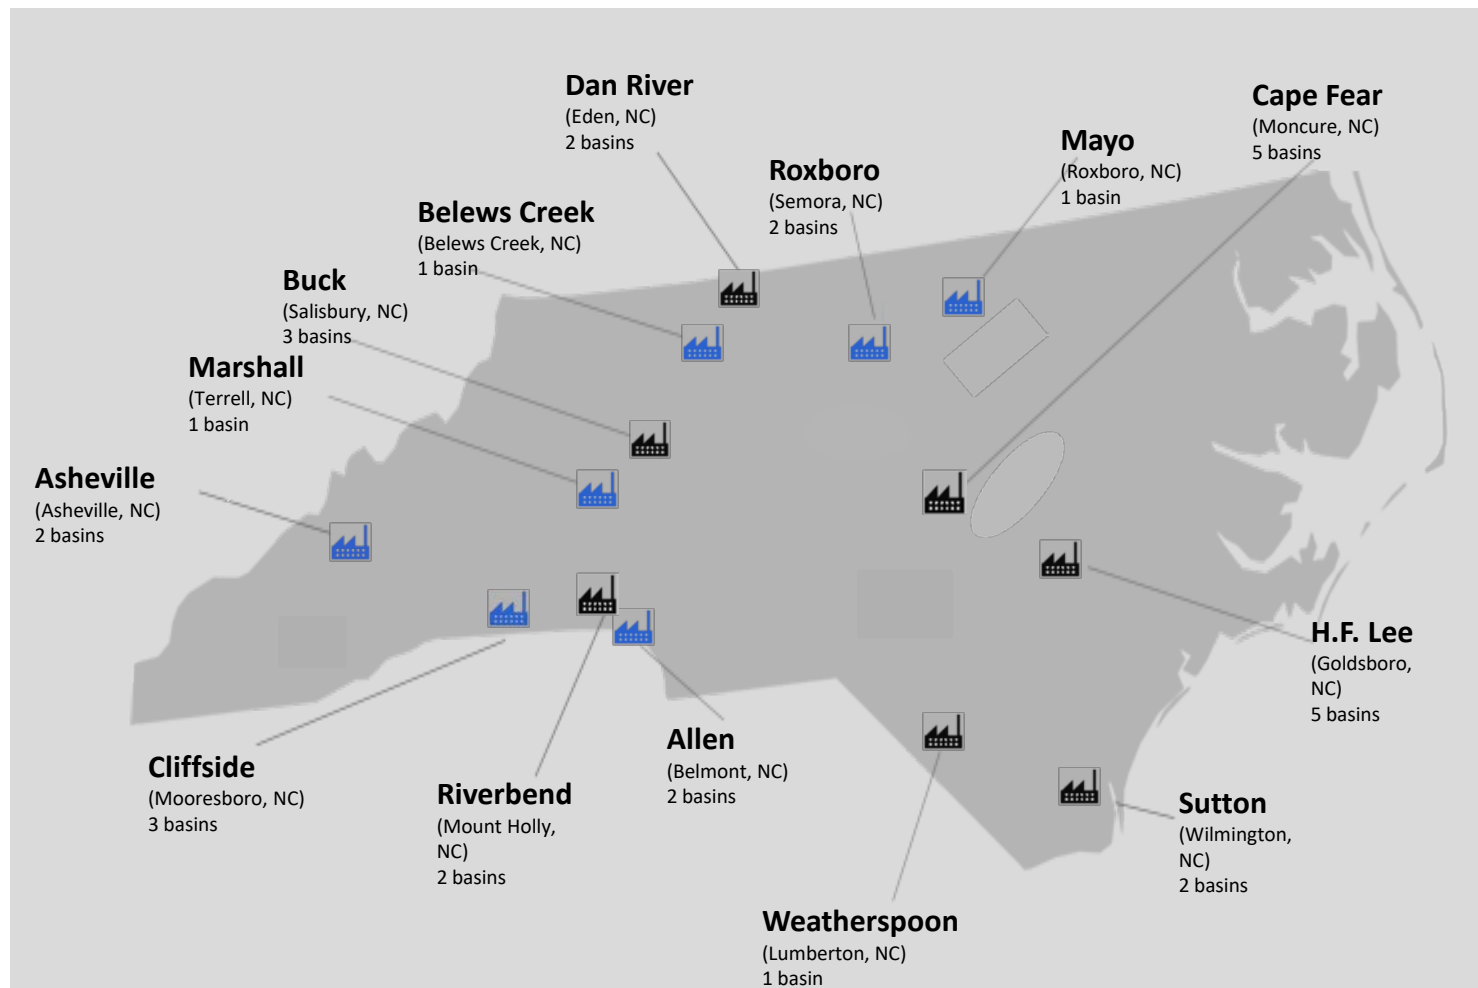 Dan River
(Eden, NC)
2 basins
Cape Fear
(Moncure, NC)
5 basins
Mayo
(Roxboro, NC)
1 basin
Roxboro
(Semora, NC)
2 basins
Belews Creek
(Belews Creek, NC)
1 basin
Buck
(Salisbury, NC)
3 basins
Marshall
(Terrell, NC)
1 basin
Asheville
(Asheville, NC)
2 basins
H.F. Lee
(Goldsboro,
NC)
5 basins
Cliffside
(Mooresboro, NC)
3 basins
Riverbend
(Mount Holly,
NC)
2 basins
Allen
(Belmont, NC)
2 basins
Sutton
(Wilmington,
NC)
2 basins
Weatherspoon
(Lumberton, NC)
1 basin